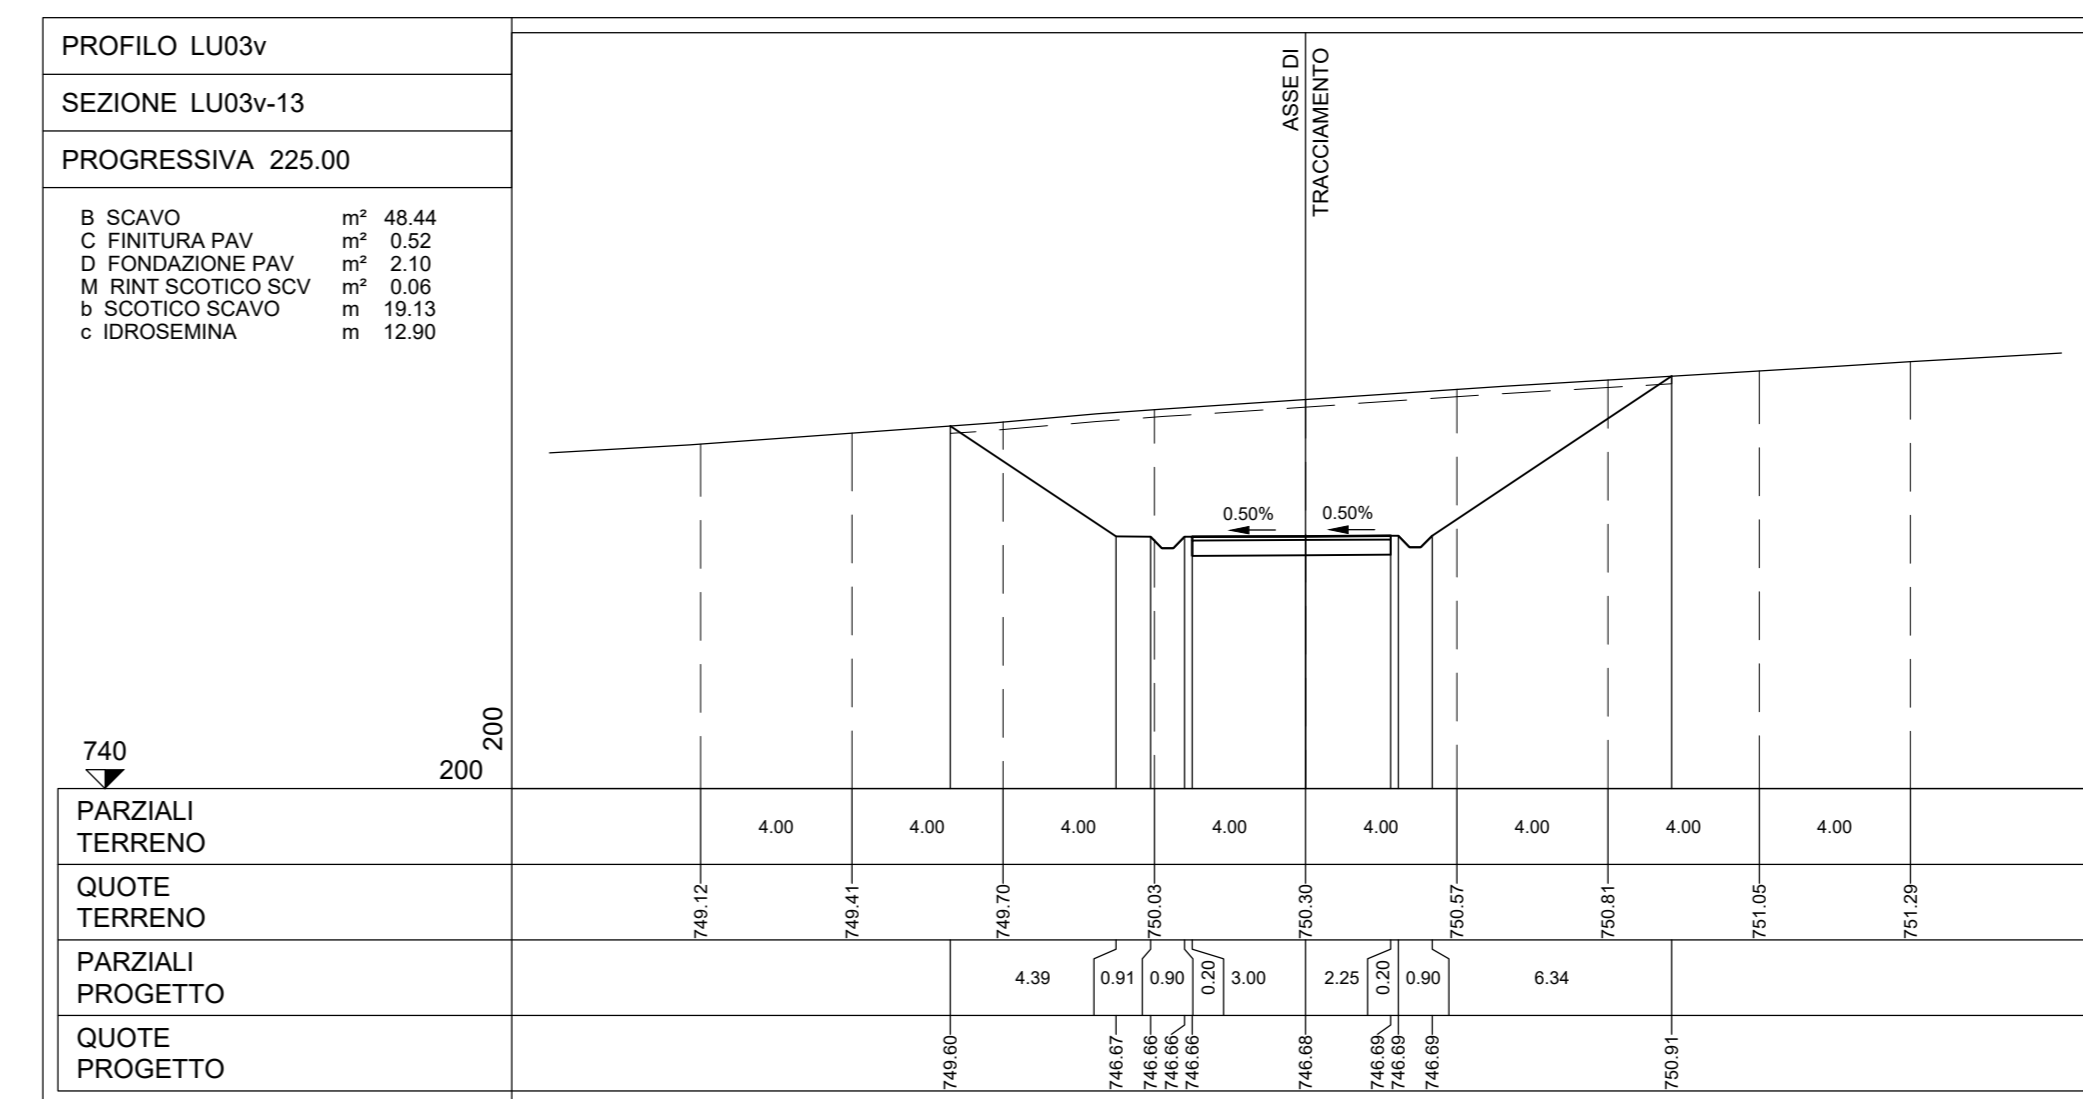 PROFILO LU03v
SEZIONE LU03v-13
PROGRESSIVA 225.00
B SCAVO m² 48.44
C FINITURA PAV m² 0.52
D FONDAZIONE PAV m² 2.10
M RINT SCOTICO SCV m² 0.06
b SCOTICO SCAVO m 19.13
c IDROSEMINA m 12.90
ASSE DI
TRACCIAMENTO
0.50% 0.50%
740
200
200
PARZIALI
TERRENO
4.00 4.00 4.00 4.00 4.00 4.00 4.00 4.00
QUOTE
TERRENO
749.12 749.41 749.70 750.03 750.30 750.57 750.81 751.05 751.29
PARZIALI
PROGETTO
4.39 0.91 0.90 0.20 3.00 2.25 0.20 0.90 6.34
QUOTE
PROGETTO
749.60 746.67 746.66 746.66 746.66 746.68 746.69 746.69 746.69 750.91